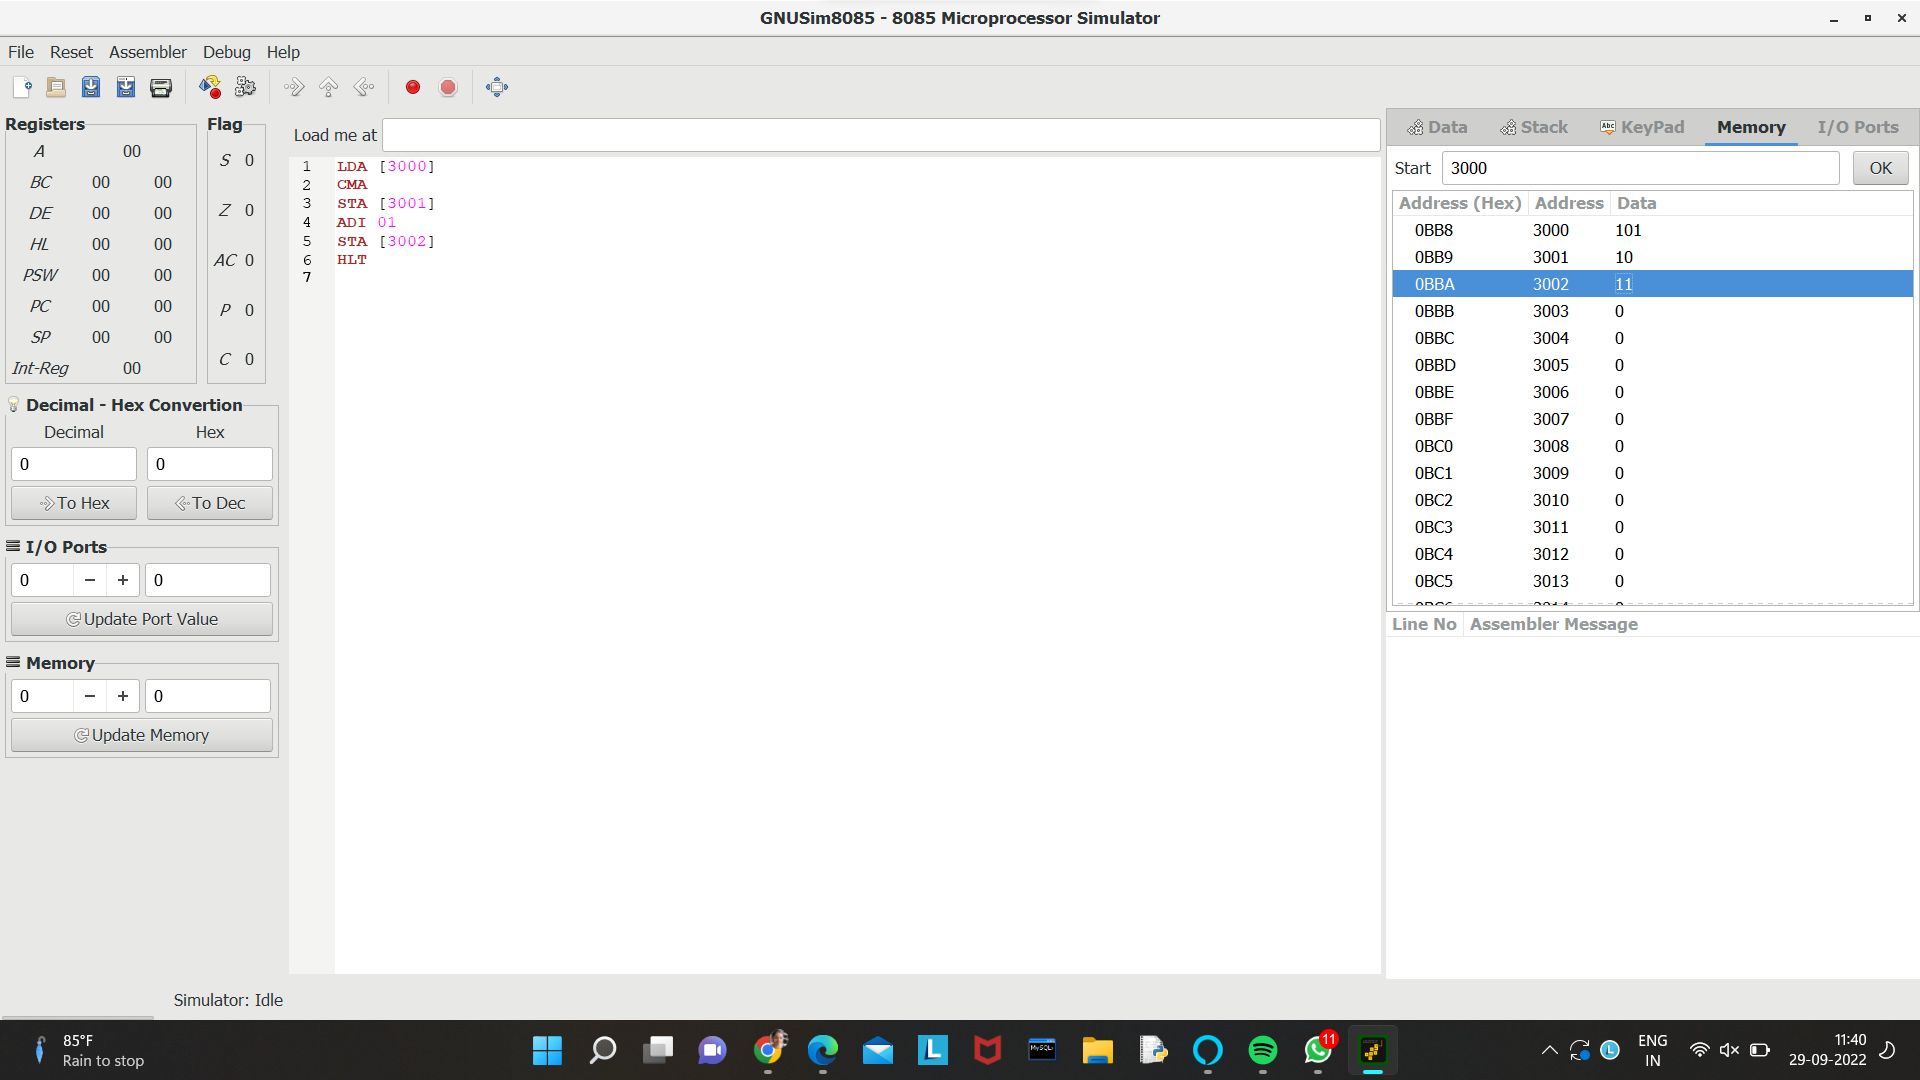 GNUSim8085 - 8085 Microprocessor Simulator
File Reset Assembler Debug Help
Registers
A 00
BC 00 00
DE 00 00
HL 00 00
PSW 00 00
PC 00 00
SP 00 00
Int-Reg 00
Flag
S 0
Z 0
AC 0
P 0
C 0
Decimal - Hex Convertion
Decimal Hex
0 0
To Hex To Dec
I/O Ports
0 − + 0
Update Port Value
Memory
0 − + 0
Update Memory
Load me at
1 LDA [3000]
2 CMA
3 STA [3001]
4 ADI 01
5 STA [3002]
6 HLT
7
Data Stack Abc KeyPad Memory I/O Ports
Start 3000 OK
Address (Hex) Address Data
0BB8 3000 101
0BB9 3001 10
0BBA 3002 11
0BBB 3003 0
0BBC 3004 0
0BBD 3005 0
0BBE 3006 0
0BBF 3007 0
0BC0 3008 0
0BC1 3009 0
0BC2 3010 0
0BC3 3011 0
0BC4 3012 0
0BC5 3013 0
Line No Assembler Message
Simulator: Idle
85°F
Rain to stop
L
MySQL
11
L
ENG
IN
11:40
29-09-2022